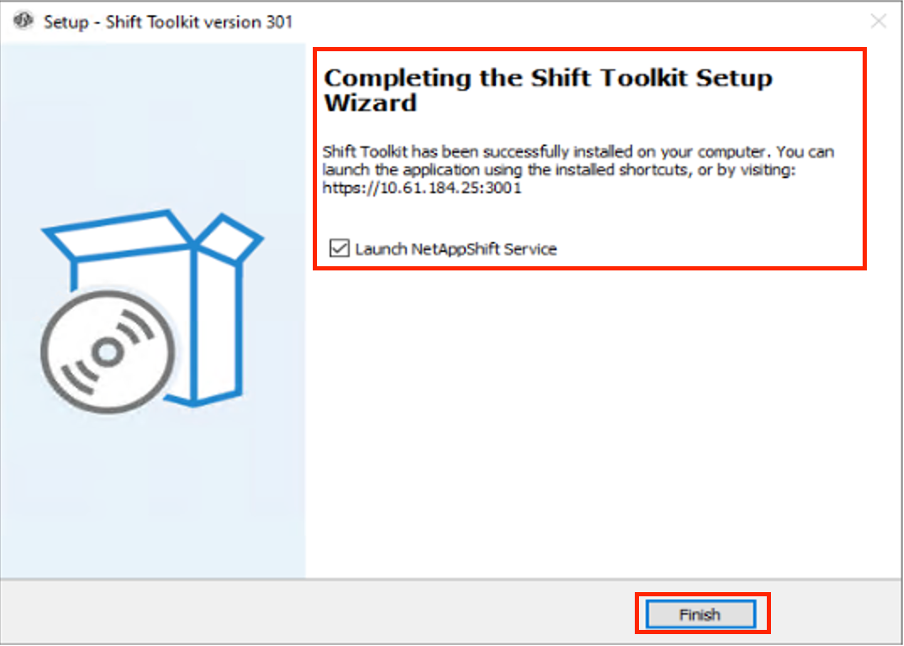 Setup - Shift Toolkit version 301
Completing the Shift Toolkit Setup
Wizard
Shift Toolkit has been successfully installed on your computer. You can
launch the application using the installed shortcuts, or by visiting:
https://10.61.184.25:3001
Launch NetAppShift Service
Finish